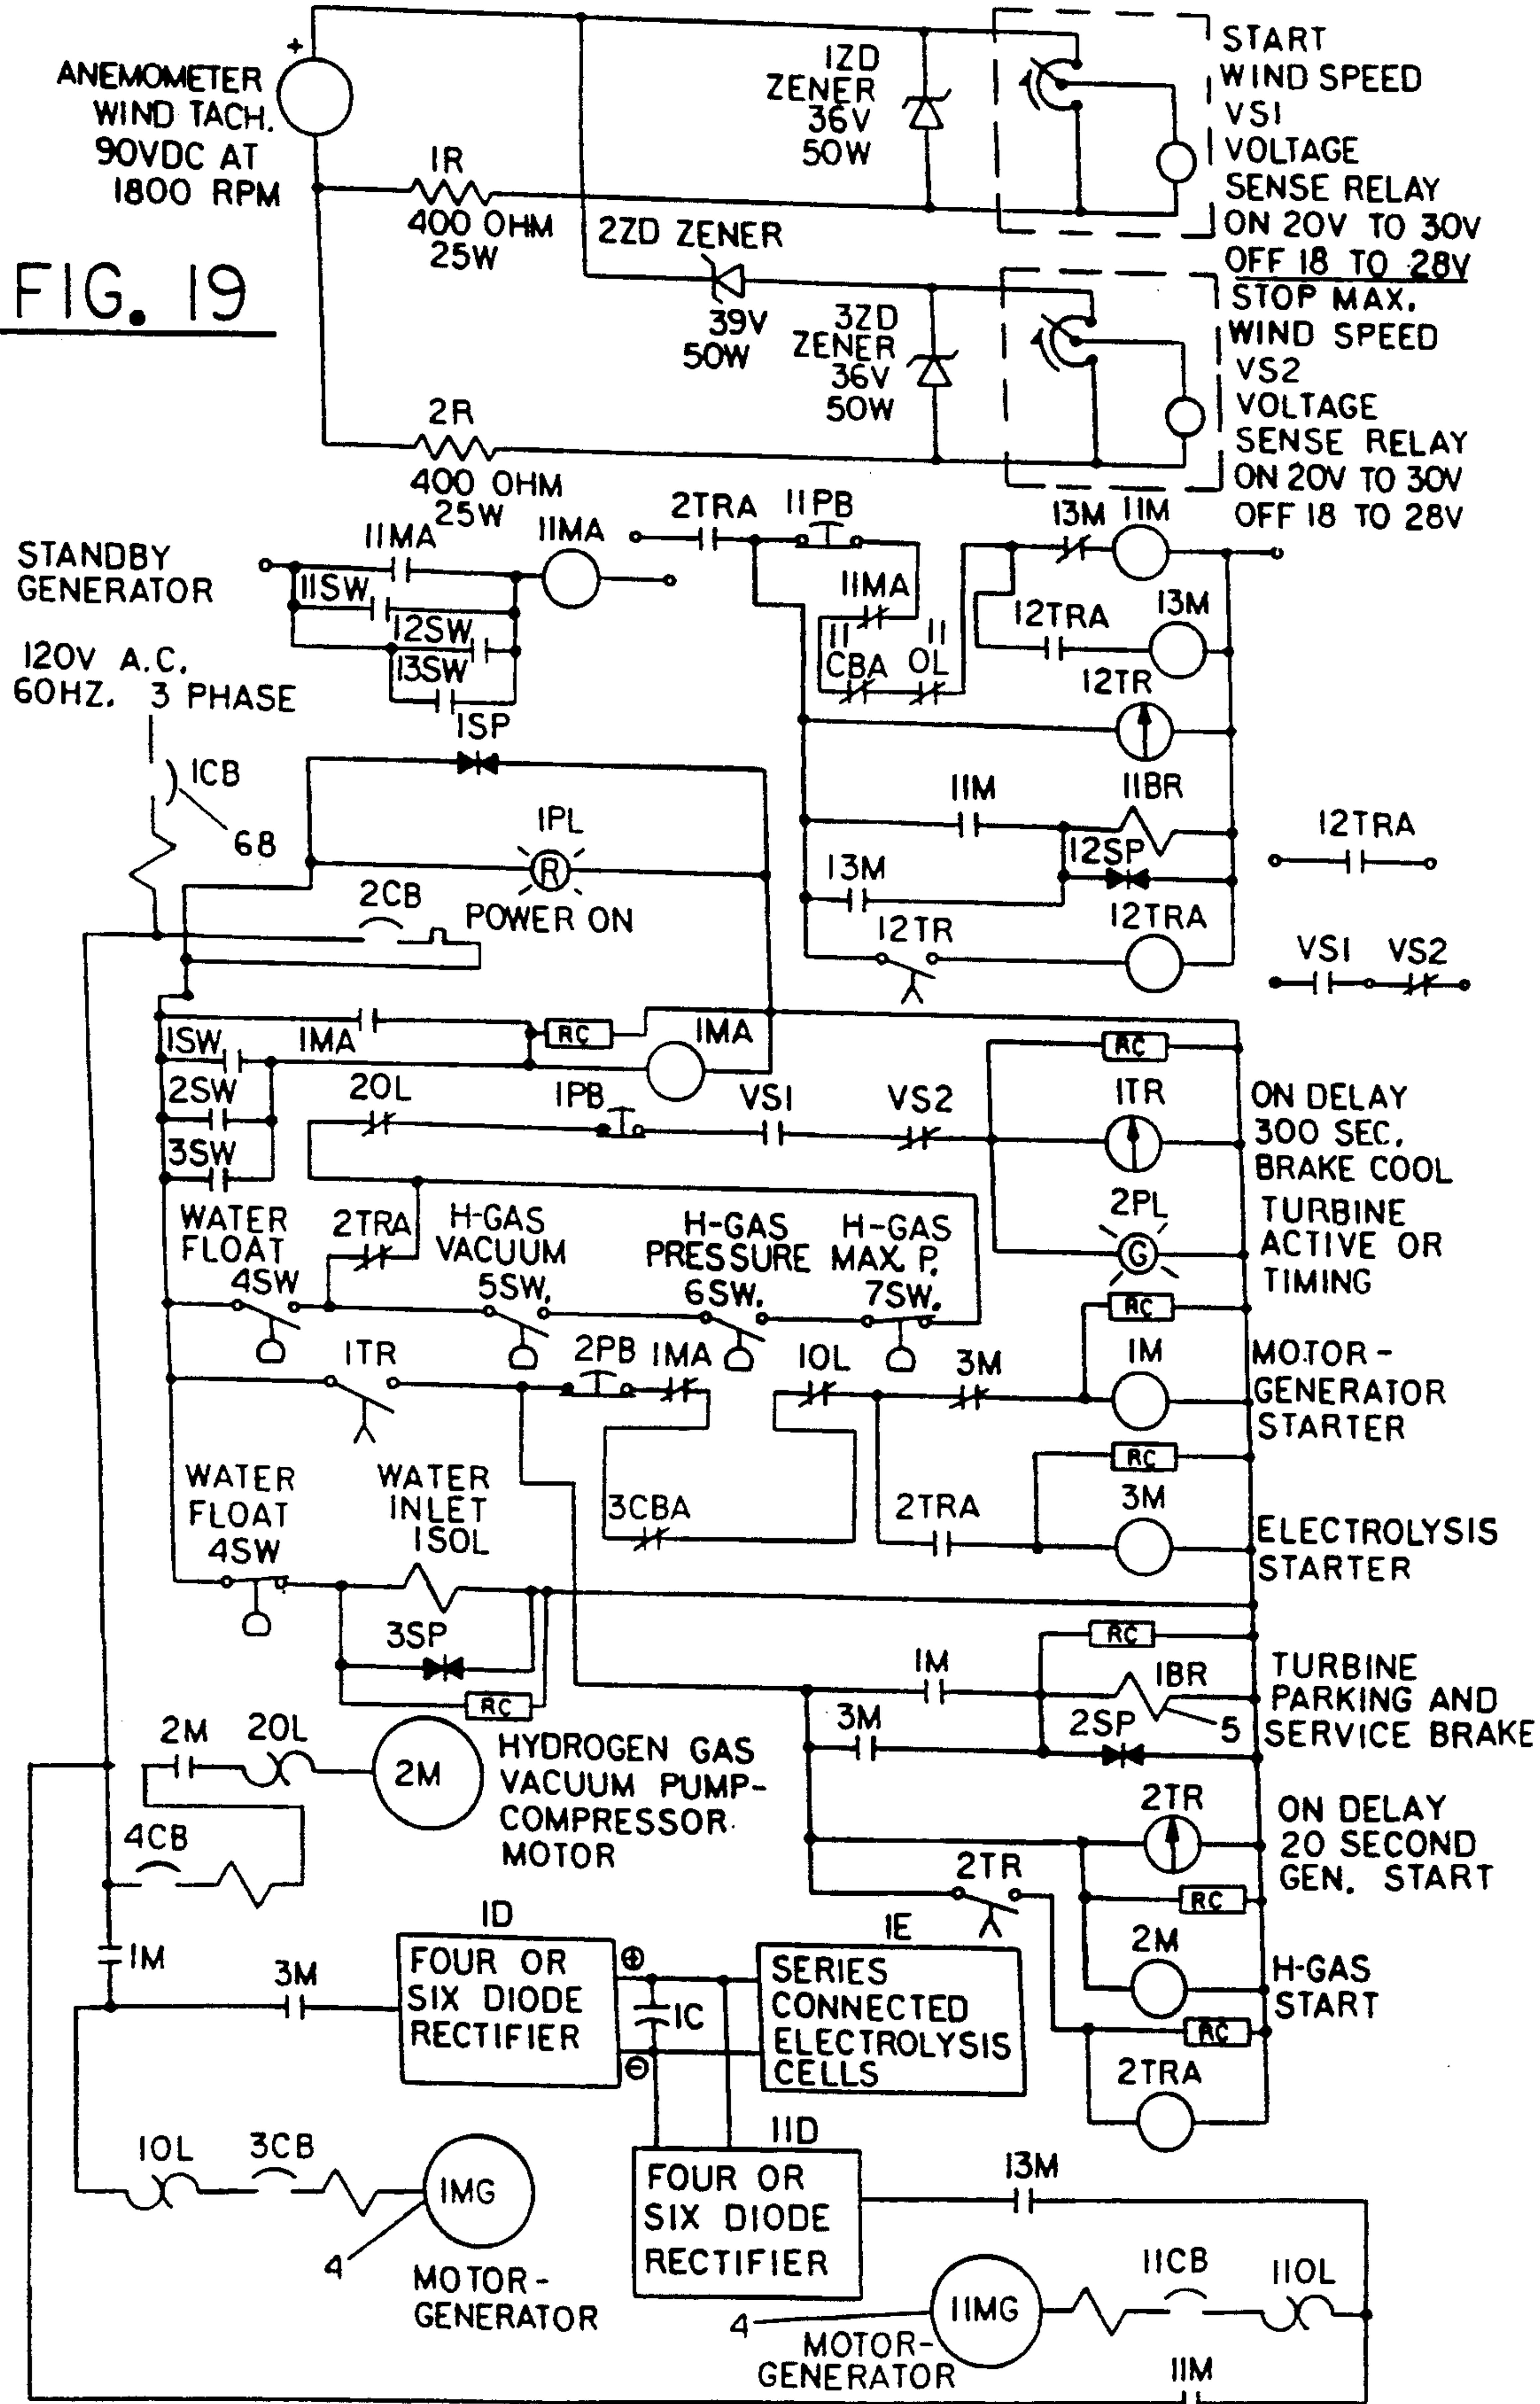 ANEMOMETER
WIND TACH.
90VDC AT
1800 RPM
+
1R
400 OHM
25W
1ZD
ZENER
36V
50W
START
WIND SPEED
VS1
VOLTAGE
SENSE RELAY
ON 20V TO 30V
OFF 18 TO 28V
FIG. 19
2ZD ZENER
39V
50W
3ZD
ZENER
36V
50W
STOP MAX.
WIND SPEED
VS2
VOLTAGE
SENSE RELAY
ON 20V TO 30V
OFF 18 TO 28V
2R
400 OHM
25W
STANDBY
GENERATOR
11MA
11MA
11SW
12SW
13SW
2TRA
11PB
13M
11M
11MA
11
CBA
11
OL
12TRA
13M
12TR
120V A.C.
60HZ. 3 PHASE
1CB
68
1SP
1PL
R
POWER ON
2CB
11M
11BR
12SP
13M
12TR
12TRA
12TRA
VS1
VS2
1SW
1MA
RC
1MA
2SW
3SW
2OL
1PB
VS1
VS2
RC
1TR
ON DELAY
300 SEC.
BRAKE COOL
2PL
G
TURBINE
ACTIVE OR
TIMING
WATER
FLOAT
4SW
2TRA
H-GAS
VACUUM
5SW.
H-GAS
PRESSURE
6SW.
H-GAS
MAX. P.
7SW.
RC
1TR
2PB
1MA
1OL
3M
1M
MOTOR-
GENERATOR
STARTER
RC
3CBA
2TRA
3M
ELECTROLYSIS
STARTER
WATER
FLOAT
4SW
WATER
INLET
1SOL
3SP
RC
RC
1M
1BR
5
3M
2SP
TURBINE
PARKING AND
SERVICE BRAKE
2M
2OL
2M
HYDROGEN GAS
VACUUM PUMP-
COMPRESSOR
MOTOR
4CB
2TR
ON DELAY
20 SECOND
GEN. START
2TR
RC
2M
H-GAS
START
RC
2TRA
1M
3M
1D
FOUR OR
SIX DIODE
RECTIFIER
+
1C
−
1E
SERIES
CONNECTED
ELECTROLYSIS
CELLS
1OL
3CB
1MG
4
MOTOR-
GENERATOR
11D
FOUR OR
SIX DIODE
RECTIFIER
13M
11MG
4
MOTOR-
GENERATOR
11CB
11OL
11M